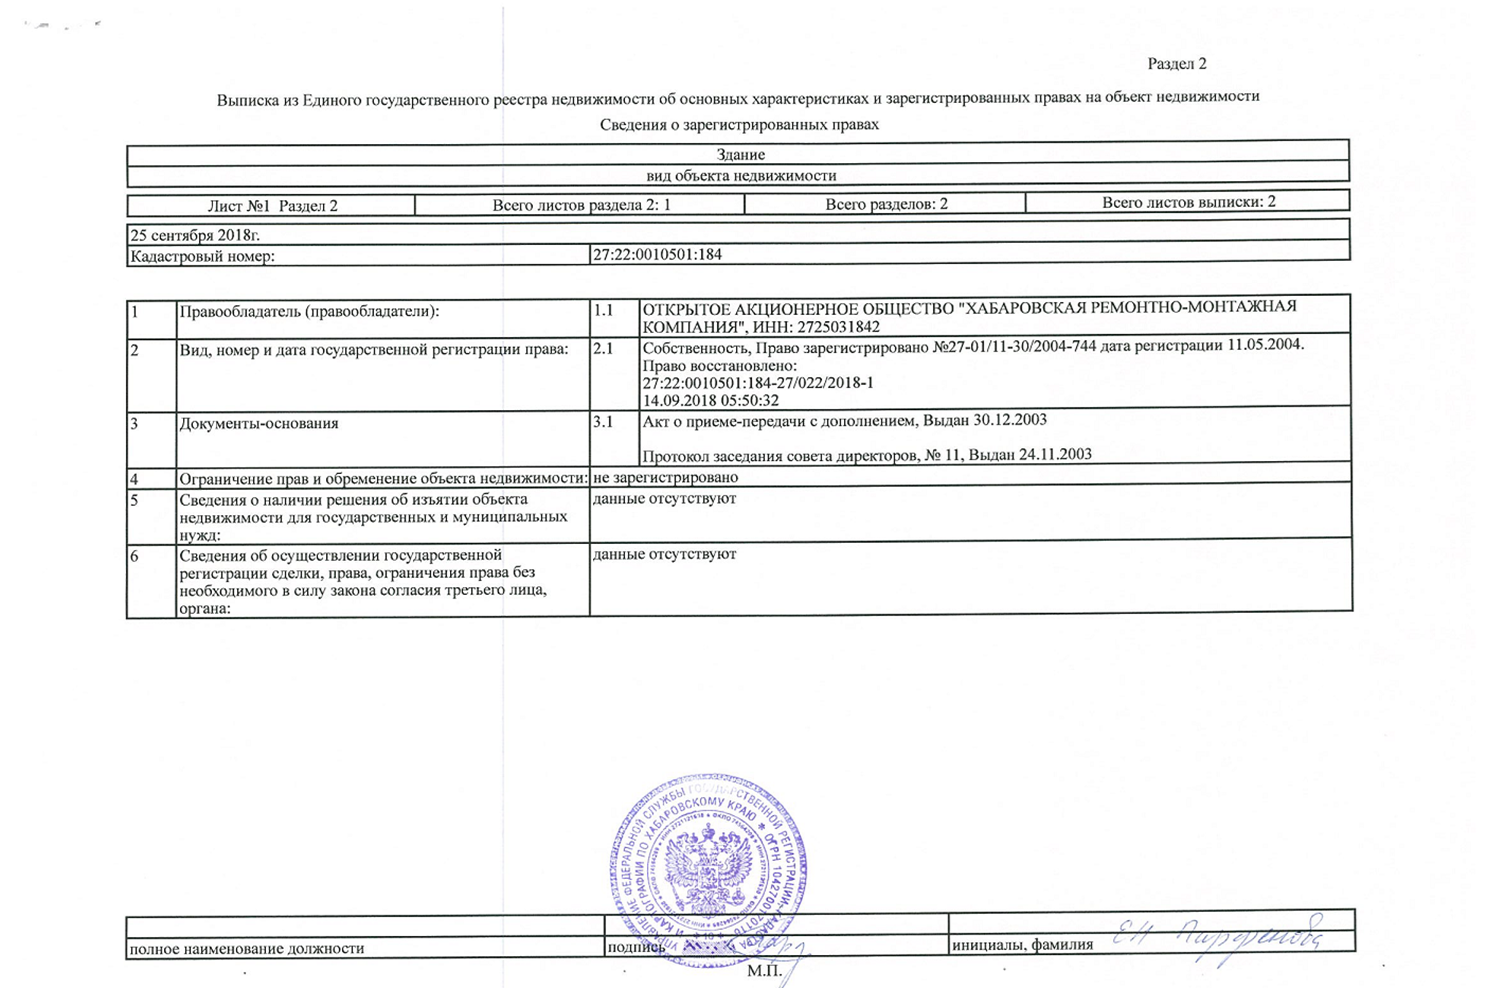 Раздел 2
Выписка из Единого государственного реестра недвижимости об основных характеристиках и зарегистрированных правах на объект недвижимости
Сведения о зарегистрированных правах
Здание
вид объекта недвижимости
Лист №1 Раздел 2 Всего листов раздела 2: 1 Всего разделов: 2 Всего листов выписки: 2
25 сентября 2018г.
Кадастровый номер: 27:22:0010501:184
1 Правообладатель (правообладатели): 1.1 ОТКРЫТОЕ АКЦИОНЕРНОЕ ОБЩЕСТВО "ХАБАРОВСКАЯ РЕМОНТНО-МОНТАЖНАЯ
КОМПАНИЯ", ИНН: 2725031842
2 Вид, номер и дата государственной регистрации права: 2.1 Собственность, Право зарегистрировано №27-01/11-30/2004-744 дата регистрации 11.05.2004.
Право восстановлено:
27:22:0010501:184-27/022/2018-1
14.09.2018 05:50:32
3 Документы-основания 3.1 Акт о приеме-передачи с дополнением, Выдан 30.12.2003
Протокол заседания совета директоров, № 11, Выдан 24.11.2003
4 Ограничение прав и обременение объекта недвижимости: не зарегистрировано
5 Сведения о наличии решения об изъятии объекта данные отсутствуют
недвижимости для государственных и муниципальных
нужд:
6 Сведения об осуществлении государственной данные отсутствуют
регистрации сделки, права, ограничения права без
необходимого в силу закона согласия третьего лица,
органа:
УПРАВЛЕНИЕ ФЕДЕРАЛЬНОЙ СЛУЖБЫ ГОСУДАРСТВЕННОЙ РЕГИСТРАЦИИ, КАДАСТРА
И КАРТОГРАФИИ ПО ХАБАРОВСКОМУ КРАЮ * ОГРН 1042700170116
* 10 *
полное наименование должности подпись инициалы, фамилия ЕН Парфенова
М.П.